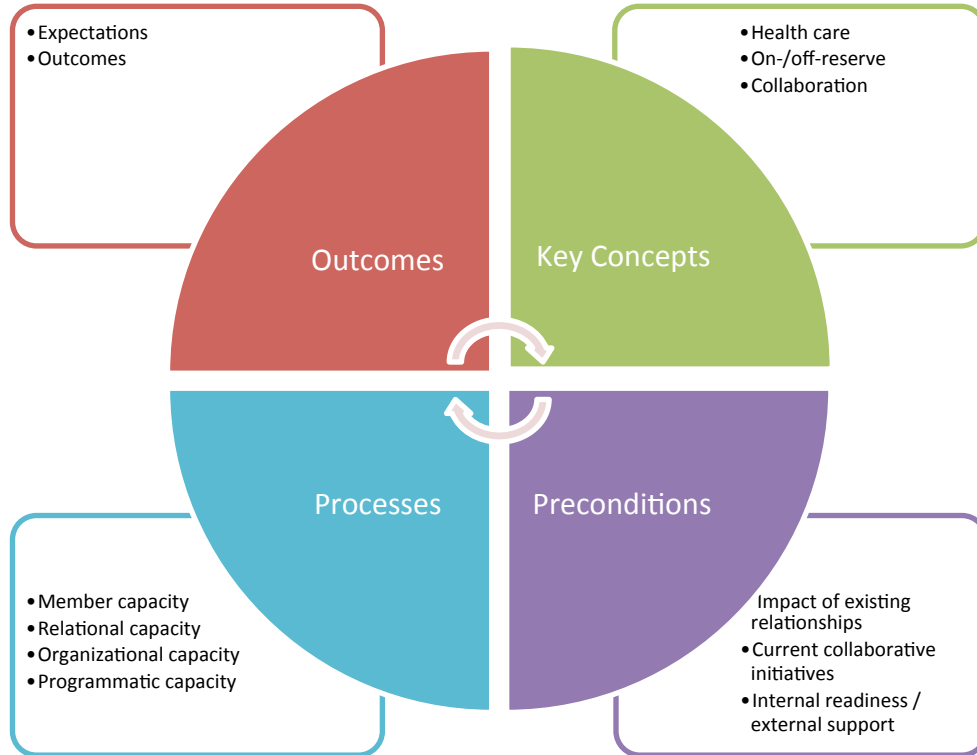 •Expectations
•Outcomes
•Health care
•On-/off-reserve
•Collaboration
Outcomes
Key Concepts
Processes
Preconditions
•Member capacity
•Relational capacity
•Organizational capacity
•Programmatic capacity
Impact of existing
relationships
•Current collaborative
initiatives
•Internal readiness /
external support